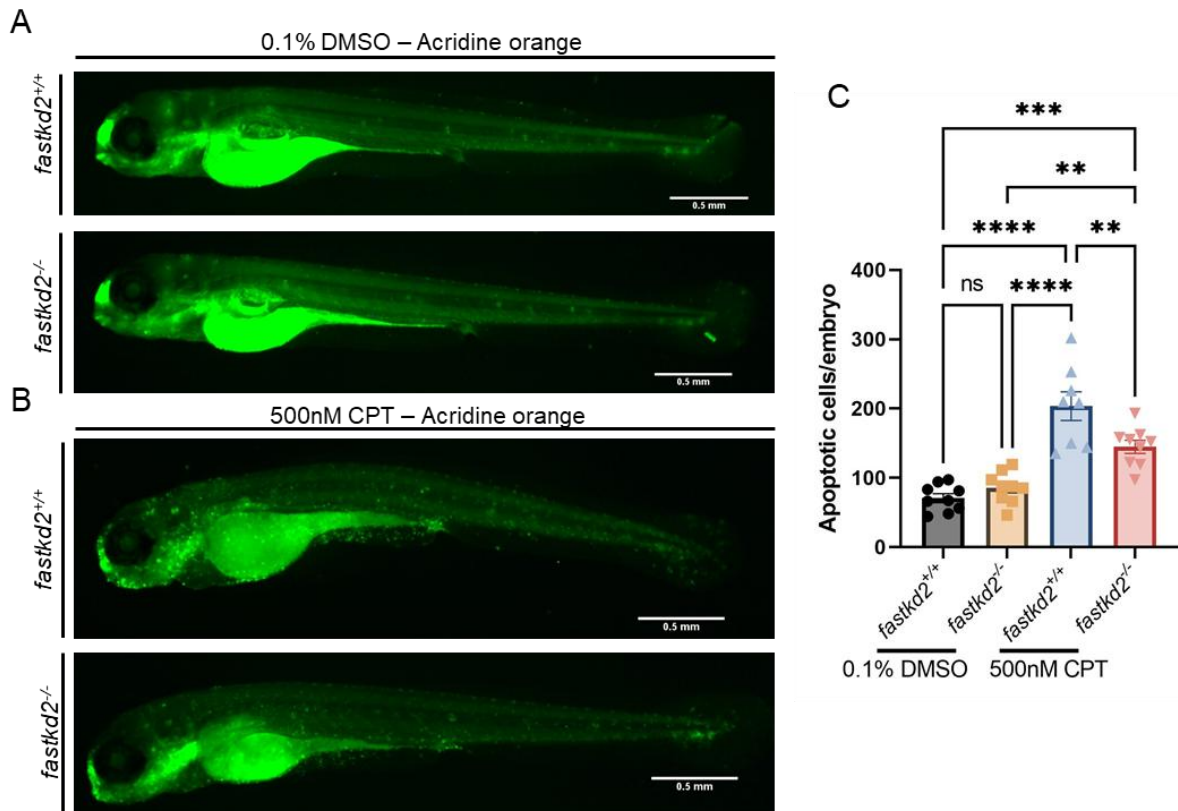 A
0.1% DMSO – Acridine orange
fastkd2+/+
0.5 mm
fastkd2-/-
0.5 mm
B
500nM CPT – Acridine orange
fastkd2+/+
0.5 mm
fastkd2-/-
0.5 mm
C
***
**
**** **
ns ****
Apoptotic cells/embryo
400
300
200
100
0
fastkd2+/+ fastkd2-/- fastkd2+/+ fastkd2-/-
0.1% DMSO 500nM CPT